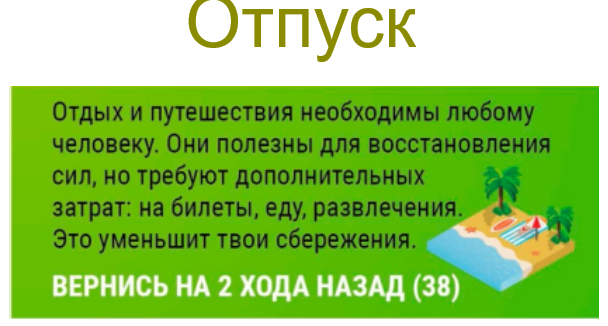 Отпуск
Отдых и путешествия необходимы любому
человеку. Они полезны для восстановления
сил, но требуют дополнительных
затрат: на билеты, еду, развлечения.
Это уменьшит твои сбережения.
ВЕРНИСЬ НА 2 ХОДА НАЗАД (38)